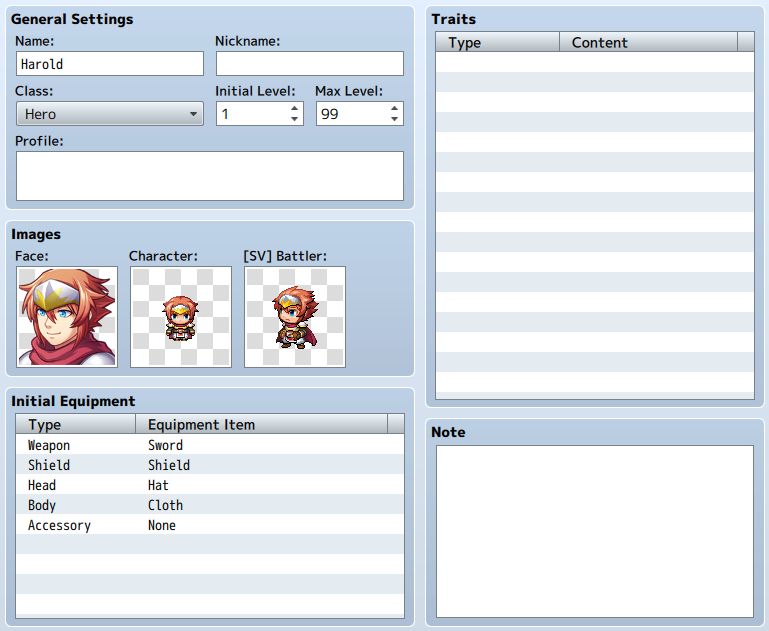 General Settings
Name: Nickname:
Harold
Class: Initial Level: Max Level:
Hero 1 99
Profile:
Images
Face: Character: [SV] Battler:
Initial Equipment
Type Equipment Item
Weapon Sword
Shield Shield
Head Hat
Body Cloth
Accessory None
Traits
Type Content
Note